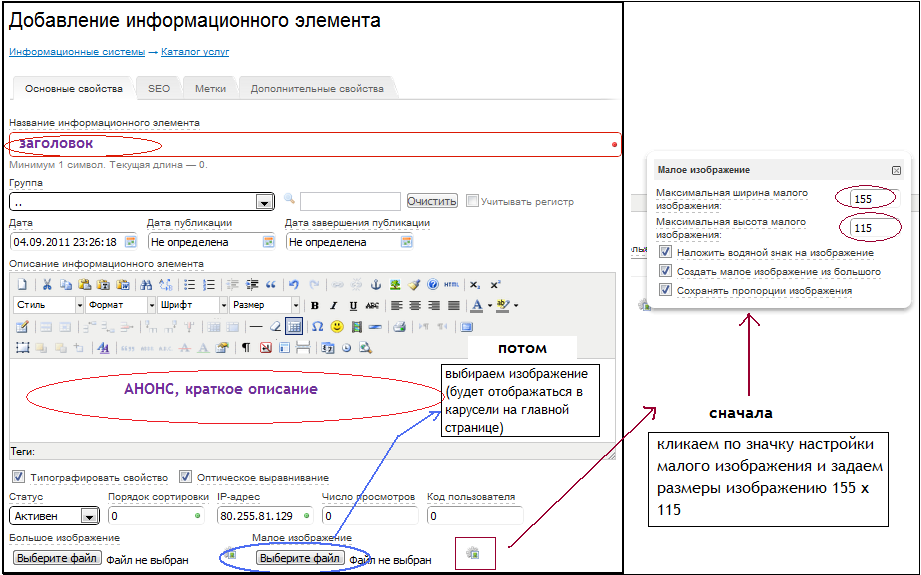 Добавление информационного элемента
Информационные системы → Каталог услуг
Основные свойства SEO Метки Дополнительные свойства
Название информационного элемента
заголовок
Минимум 1 символ. Текущая длина — 0.
Группа
.. Очистить Учитывать регистр
Дата Дата публикации Дата завершения публикации
04.09.2011 23:26:18 Не определена Не определена
Описание информационного элемента
HTML
Стиль Формат Шрифт Размер B I U ABC
потом
АНОНС, краткое описание
выбираем изображение
(будет отображаться в
карусели на главной
странице)
Теги:
Типографировать свойство Оптическое выравнивание
Статус Порядок сортировки IP-адрес Число просмотров Код пользователя
Активен 0 80.255.81.129 0 0
Большое изображение Малое изображение
Выберите файл Файл не выбран Выберите файл Файл не выбран
Малое изображение
Максимальная ширина малого
изображения: 155
Максимальная высота малого
изображения: 115
Наложить водяной знак на изображение
Создать малое изображение из большого
Сохранять пропорции изображения
сначала
кликаем по значку настройки
малого изображения и задаем
размеры изображению 155 х
115